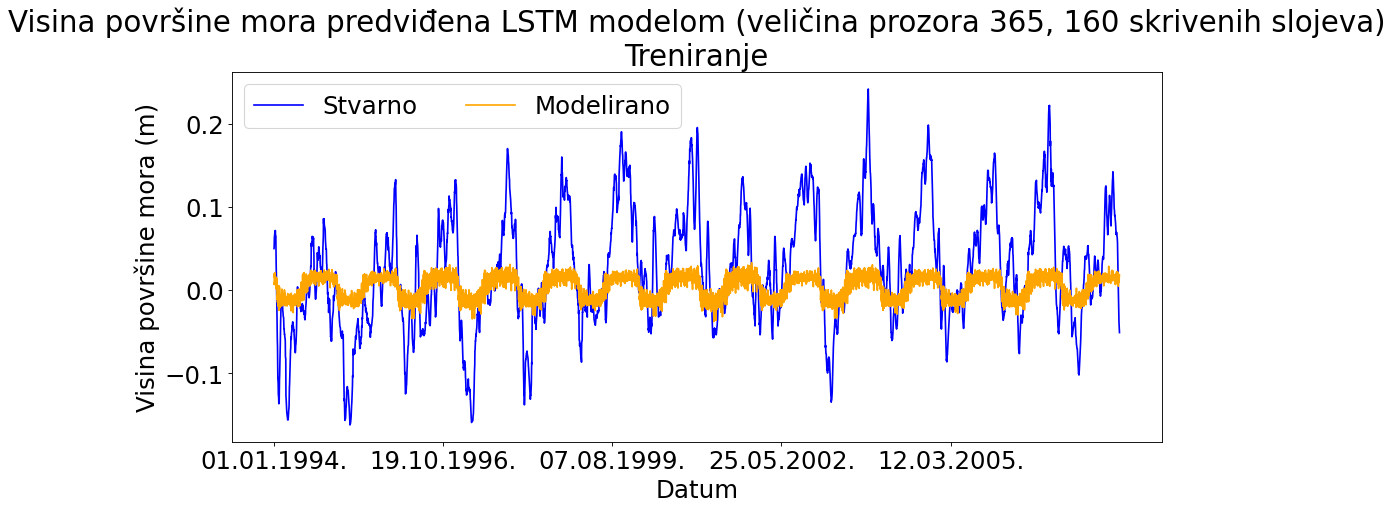 Visina površine mora predviđena LSTM modelom (veličina prozora 365, 160 skrivenih slojeva)
Treniranje
Stvarno Modelirano
Visina površine mora (m)
0.2
0.1
0.0
−0.1
01.01.1994. 19.10.1996. 07.08.1999. 25.05.2002. 12.03.2005.
Datum